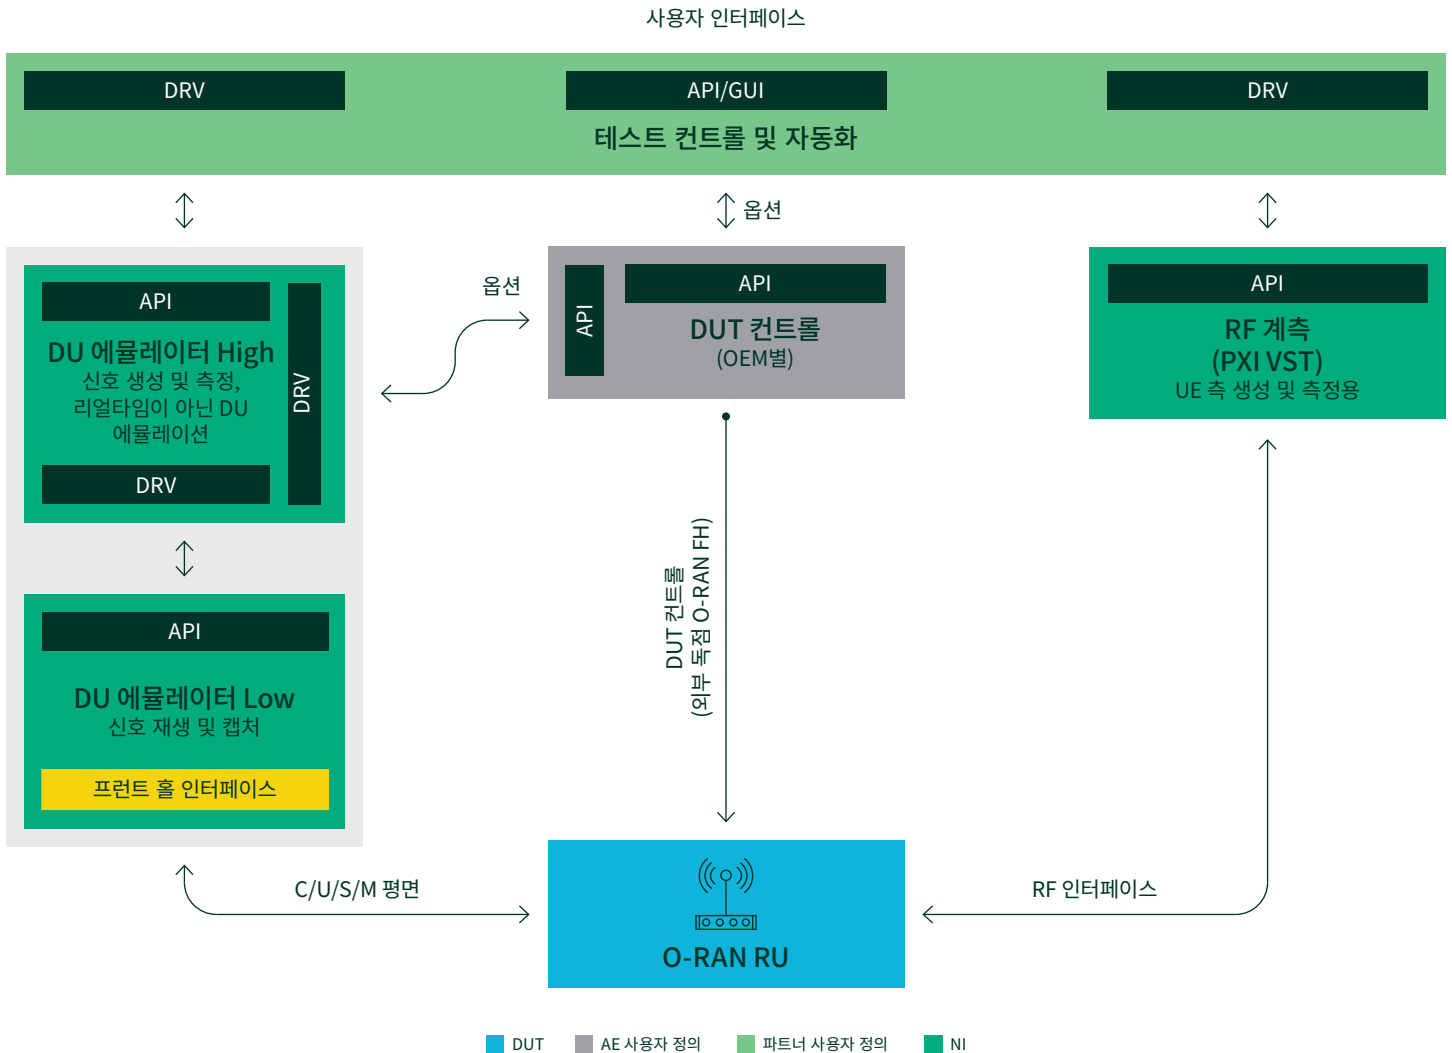 사용자 인터페이스
DRV
API/GUI
DRV
테스트 컨트롤 및 자동화
옵션
API
DU 에뮬레이터 High
신호 생성 및 측정,
리얼타임이 아닌 DU
에뮬레이션
DRV
DRV
옵션
API
API
DUT 컨트롤
(OEM별)
API
RF 계측
(PXI VST)
UE 측 생성 및 측정용
API
DU 에뮬레이터 Low
신호 재생 및 캡처
프런트 홀 인터페이스
DUT 컨트롤
(외부 독점 O-RAN FH)
C/U/S/M 평면
RF 인터페이스
O-RAN RU
DUT
AE 사용자 정의
파트너 사용자 정의
NI